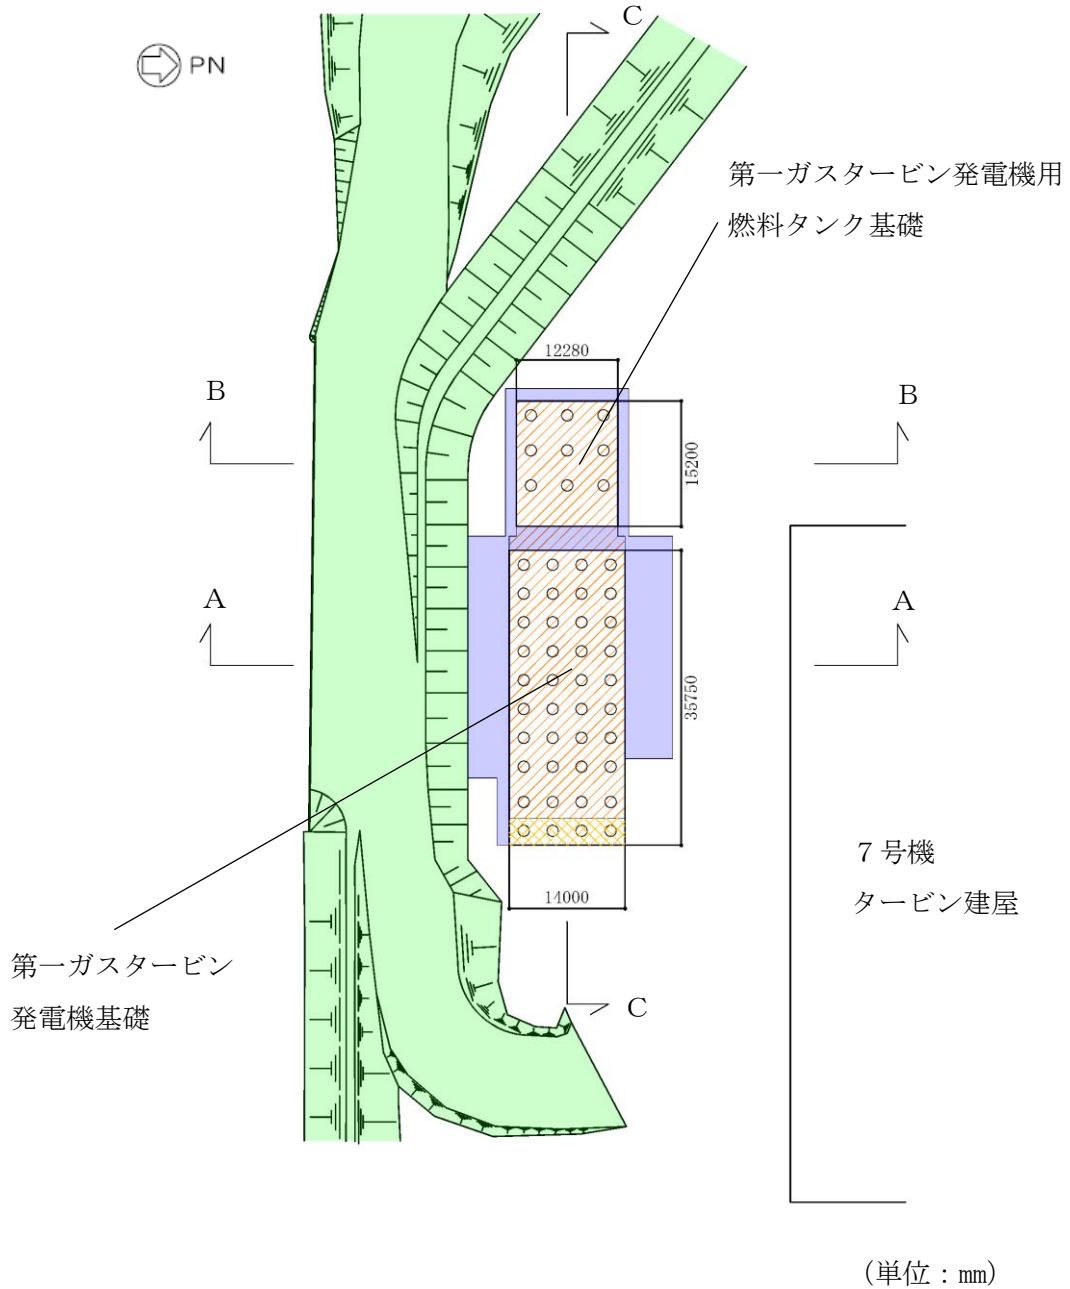 C
PN
第一ガスタービン発電機用
燃料タンク基礎
12280
B
B
15200
A
A
35750
7号機
タービン建屋
14000
第一ガスタービン
発電機基礎
C
(単位:㎜)